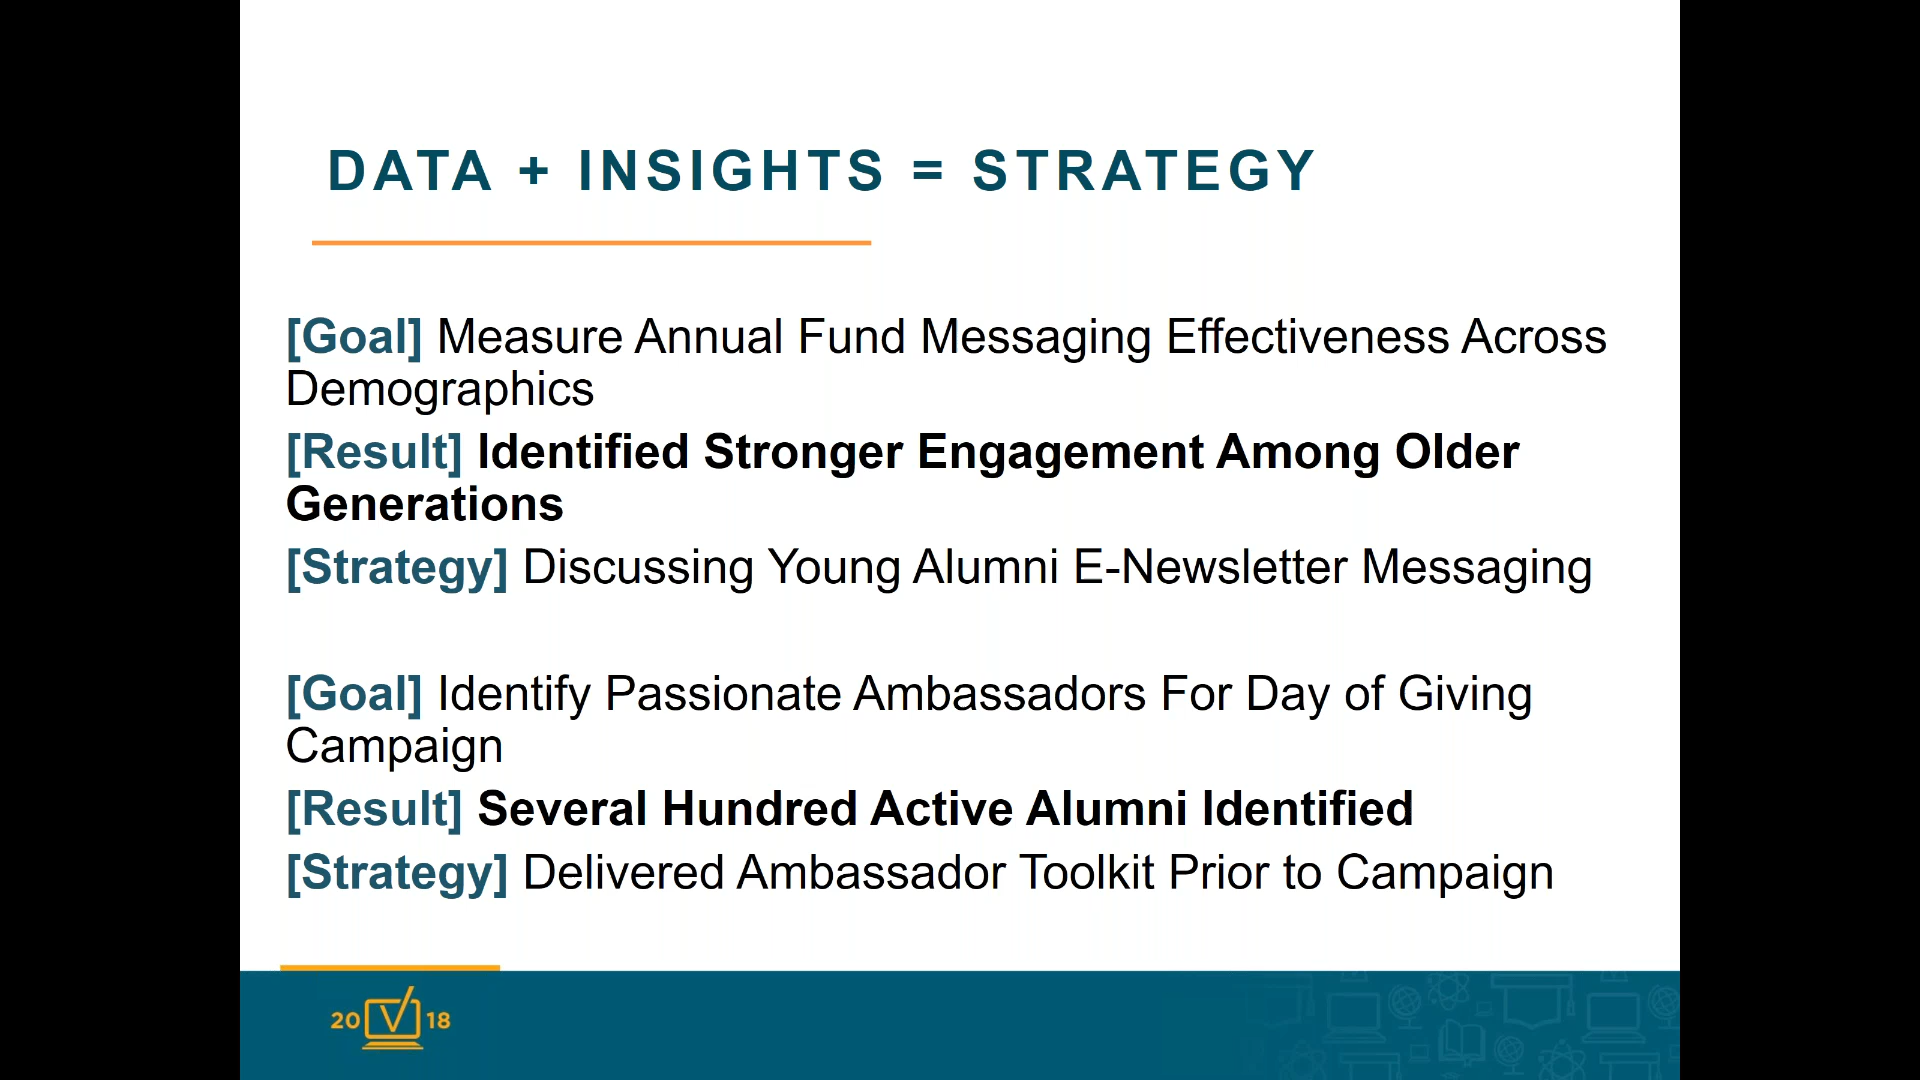 DATA + INSIGHTS = STRATEGY
[Goal] Measure Annual Fund Messaging Effectiveness Across
Demographics
[Result] Identified Stronger Engagement Among Older
Generations
[Strategy] Discussing Young Alumni E-Newsletter Messaging
[Goal] Identify Passionate Ambassadors For Day of Giving
Campaign
[Result] Several Hundred Active Alumni Identified
[Strategy] Delivered Ambassador Toolkit Prior to Campaign
20 V 18